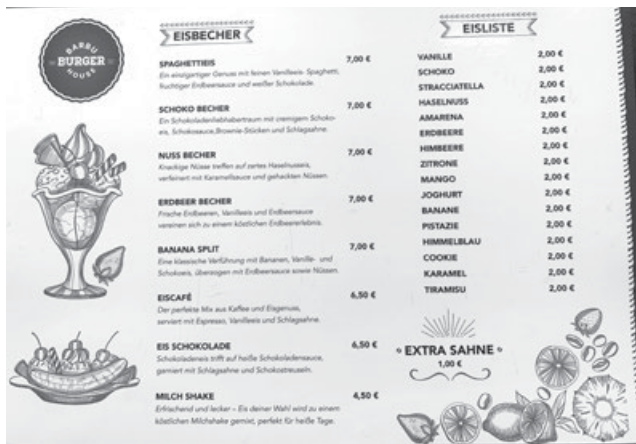 BARBU
BURGER
HOUSE
EISBECHER
SPAGHETTIEIS 7,00 €
Ein einzigartiger Genuss mit feinen Vanilleeis- Spaghetti,
fruchtiger Erdbeersauce und weißer Schokolade.
SCHOKO BECHER 7,00 €
Ein Schokoladenliebhabertraum mit cremigem Schoko-
eis, Schokosauce,Brownie-Stücken und Schlagsahne.
NUSS BECHER 7,00 €
Knackige Nüsse treffen auf zartes Haselnusseis,
verfeinert mit Karamellsauce und gehackten Nüssen.
ERDBEER BECHER 7,00 €
Frische Erdbeeren, Vanilleeis und Erdbeersauce
vereinen sich zu einem köstlichen Erdbeererlebnis.
BANANA SPLIT 7,00 €
Eine klassische Verführung mit Bananen, Vanille- und
Schokoeis, überzogen mit Erdbeersauce sowie Nüssen.
EISCAFÉ 6,50 €
Der perfekte Mix aus Kaffee und Eisgenuss,
serviert mit Espresso, Vanilleeis und Schlagsahne.
EIS SCHOKOLADE 6,50 €
Schokoladeneis trifft auf heiße Schokoladensauce,
garniert mit Schlagsahne und Schokostreuseln.
MILCH SHAKE 4,50 €
Erfrischend und lecker – Eis deiner Wahl wird zu einem
köstlichen Milchshake gemixt, perfekt für heiße Tage.
EISLISTE
VANILLE 2,00 €
SCHOKO 2,00 €
STRACCIATELLA 2,00 €
HASELNUSS 2,00 €
AMARENA 2,00 €
ERDBEERE 2,00 €
HIMBEERE 2,00 €
ZITRONE 2,00 €
MANGO 2,00 €
JOGHURT 2,00 €
BANANE 2,00 €
PISTAZIE 2,00 €
HIMMELBLAU 2,00 €
COOKIE 2,00 €
KARAMEL 2,00 €
TIRAMISU 2,00 €
EXTRA SAHNE
1,00 €